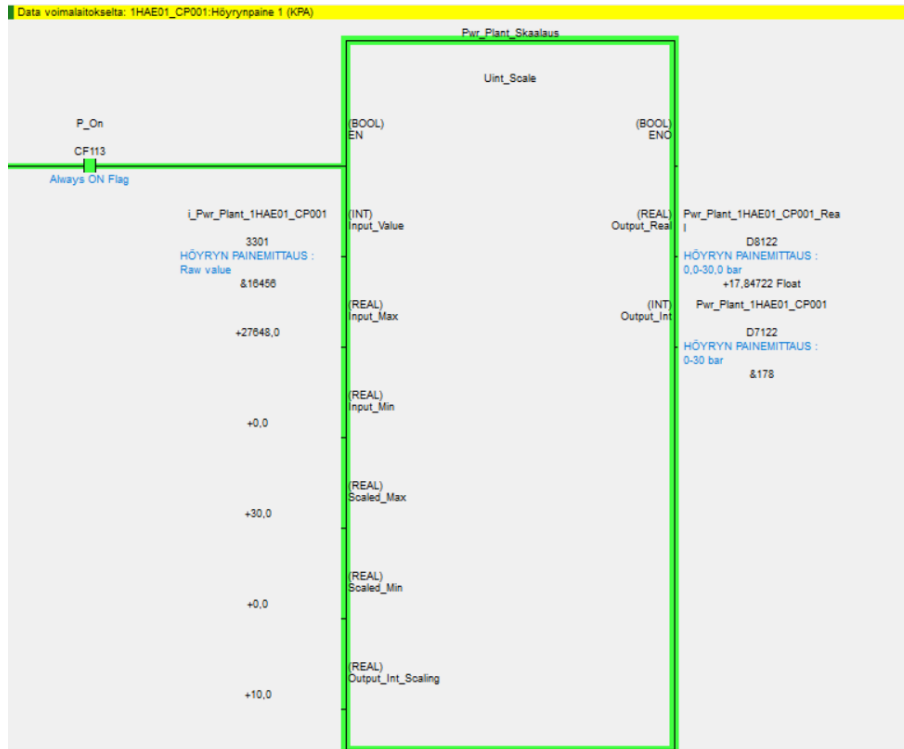 Data voimalaitokselta: 1HAE01_CP001:Höyrynpaine 1 (KPA)
Pwr_Plant_Skaalaus
Uint_Scale
P_On
(BOOL)
EN
(BOOL)
ENO
CF113
Always ON Flag
i_Pwr_Plant_1HAE01_CP001
(INT)
Input_Value
(REAL)
Output_Real
Pwr_Plant_1HAE01_CP001_Rea
l
3301
HÖYRYN PAINEMITTAUS :
Raw value
&16456
D8122
HÖYRYN PAINEMITTAUS :
0,0-30,0 bar
+17,84722 Float
(REAL)
Input_Max
(INT)
Output_Int
Pwr_Plant_1HAE01_CP001
+27648,0
D7122
HÖYRYN PAINEMITTAUS :
0-30 bar
&178
(REAL)
Input_Min
+0,0
(REAL)
Scaled_Max
+30,0
(REAL)
Scaled_Min
+0,0
(REAL)
Output_Int_Scaling
+10,0